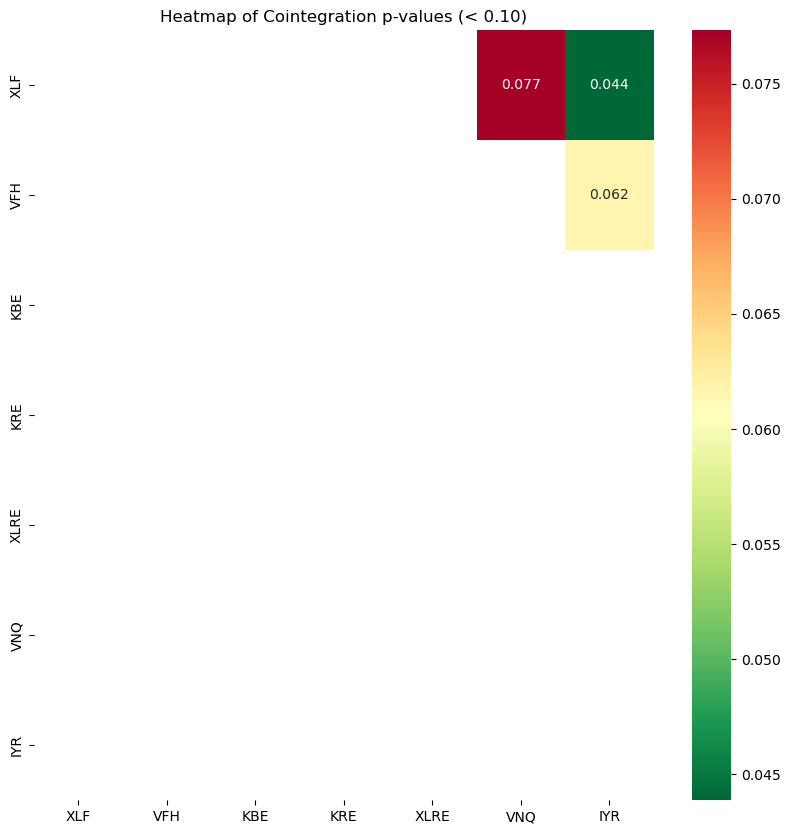 Heatmap of Cointegration p-values (< 0.10)
XLF
VFH
KBE
KRE
XLRE
VNQ
IYR
0.077
0.044
0.062
XLF
VFH
KBE
KRE
XLRE
VNQ
IYR
0.075
0.070
0.065
0.060
0.055
0.050
0.045